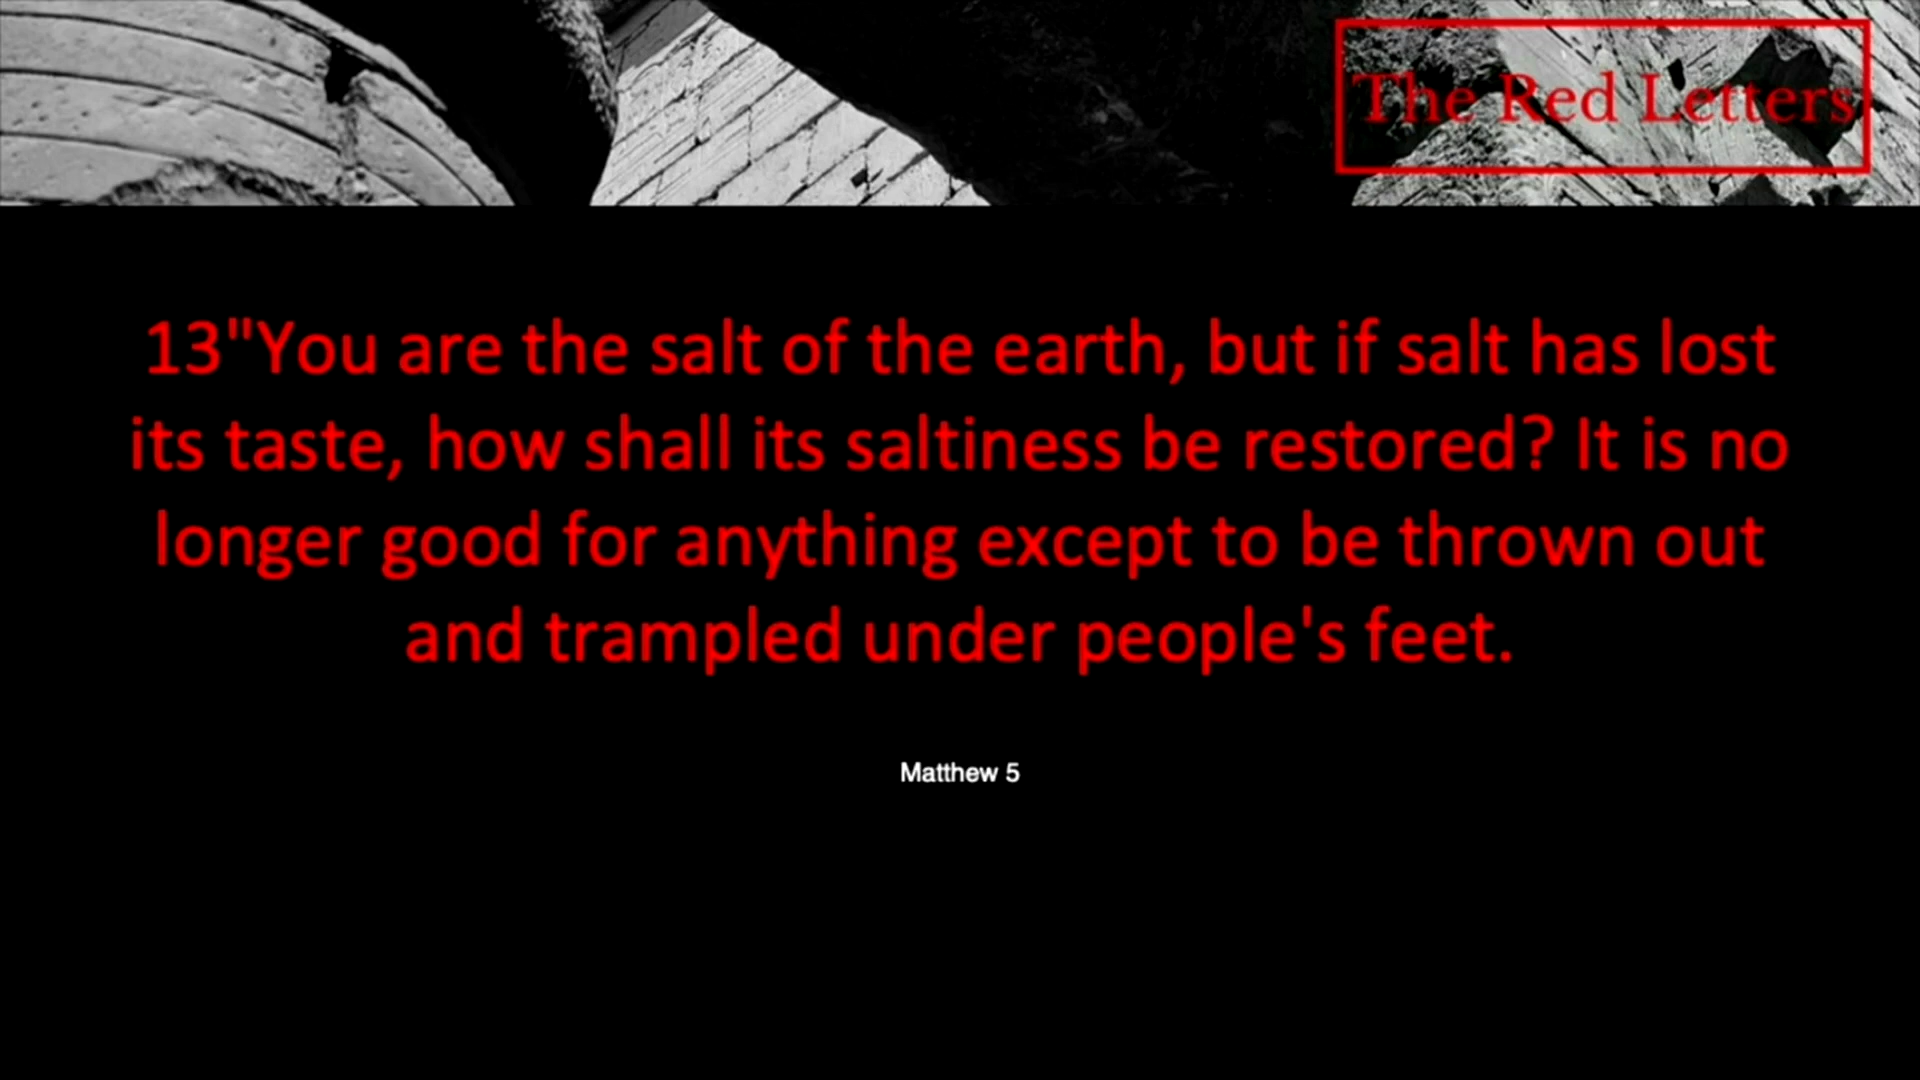 The Red Letters
13"You are the salt of the earth, but if salt has lost
its taste, how shall its saltiness be restored? It is no
longer good for anything except to be thrown out
and trampled under people's feet.
Matthew 5